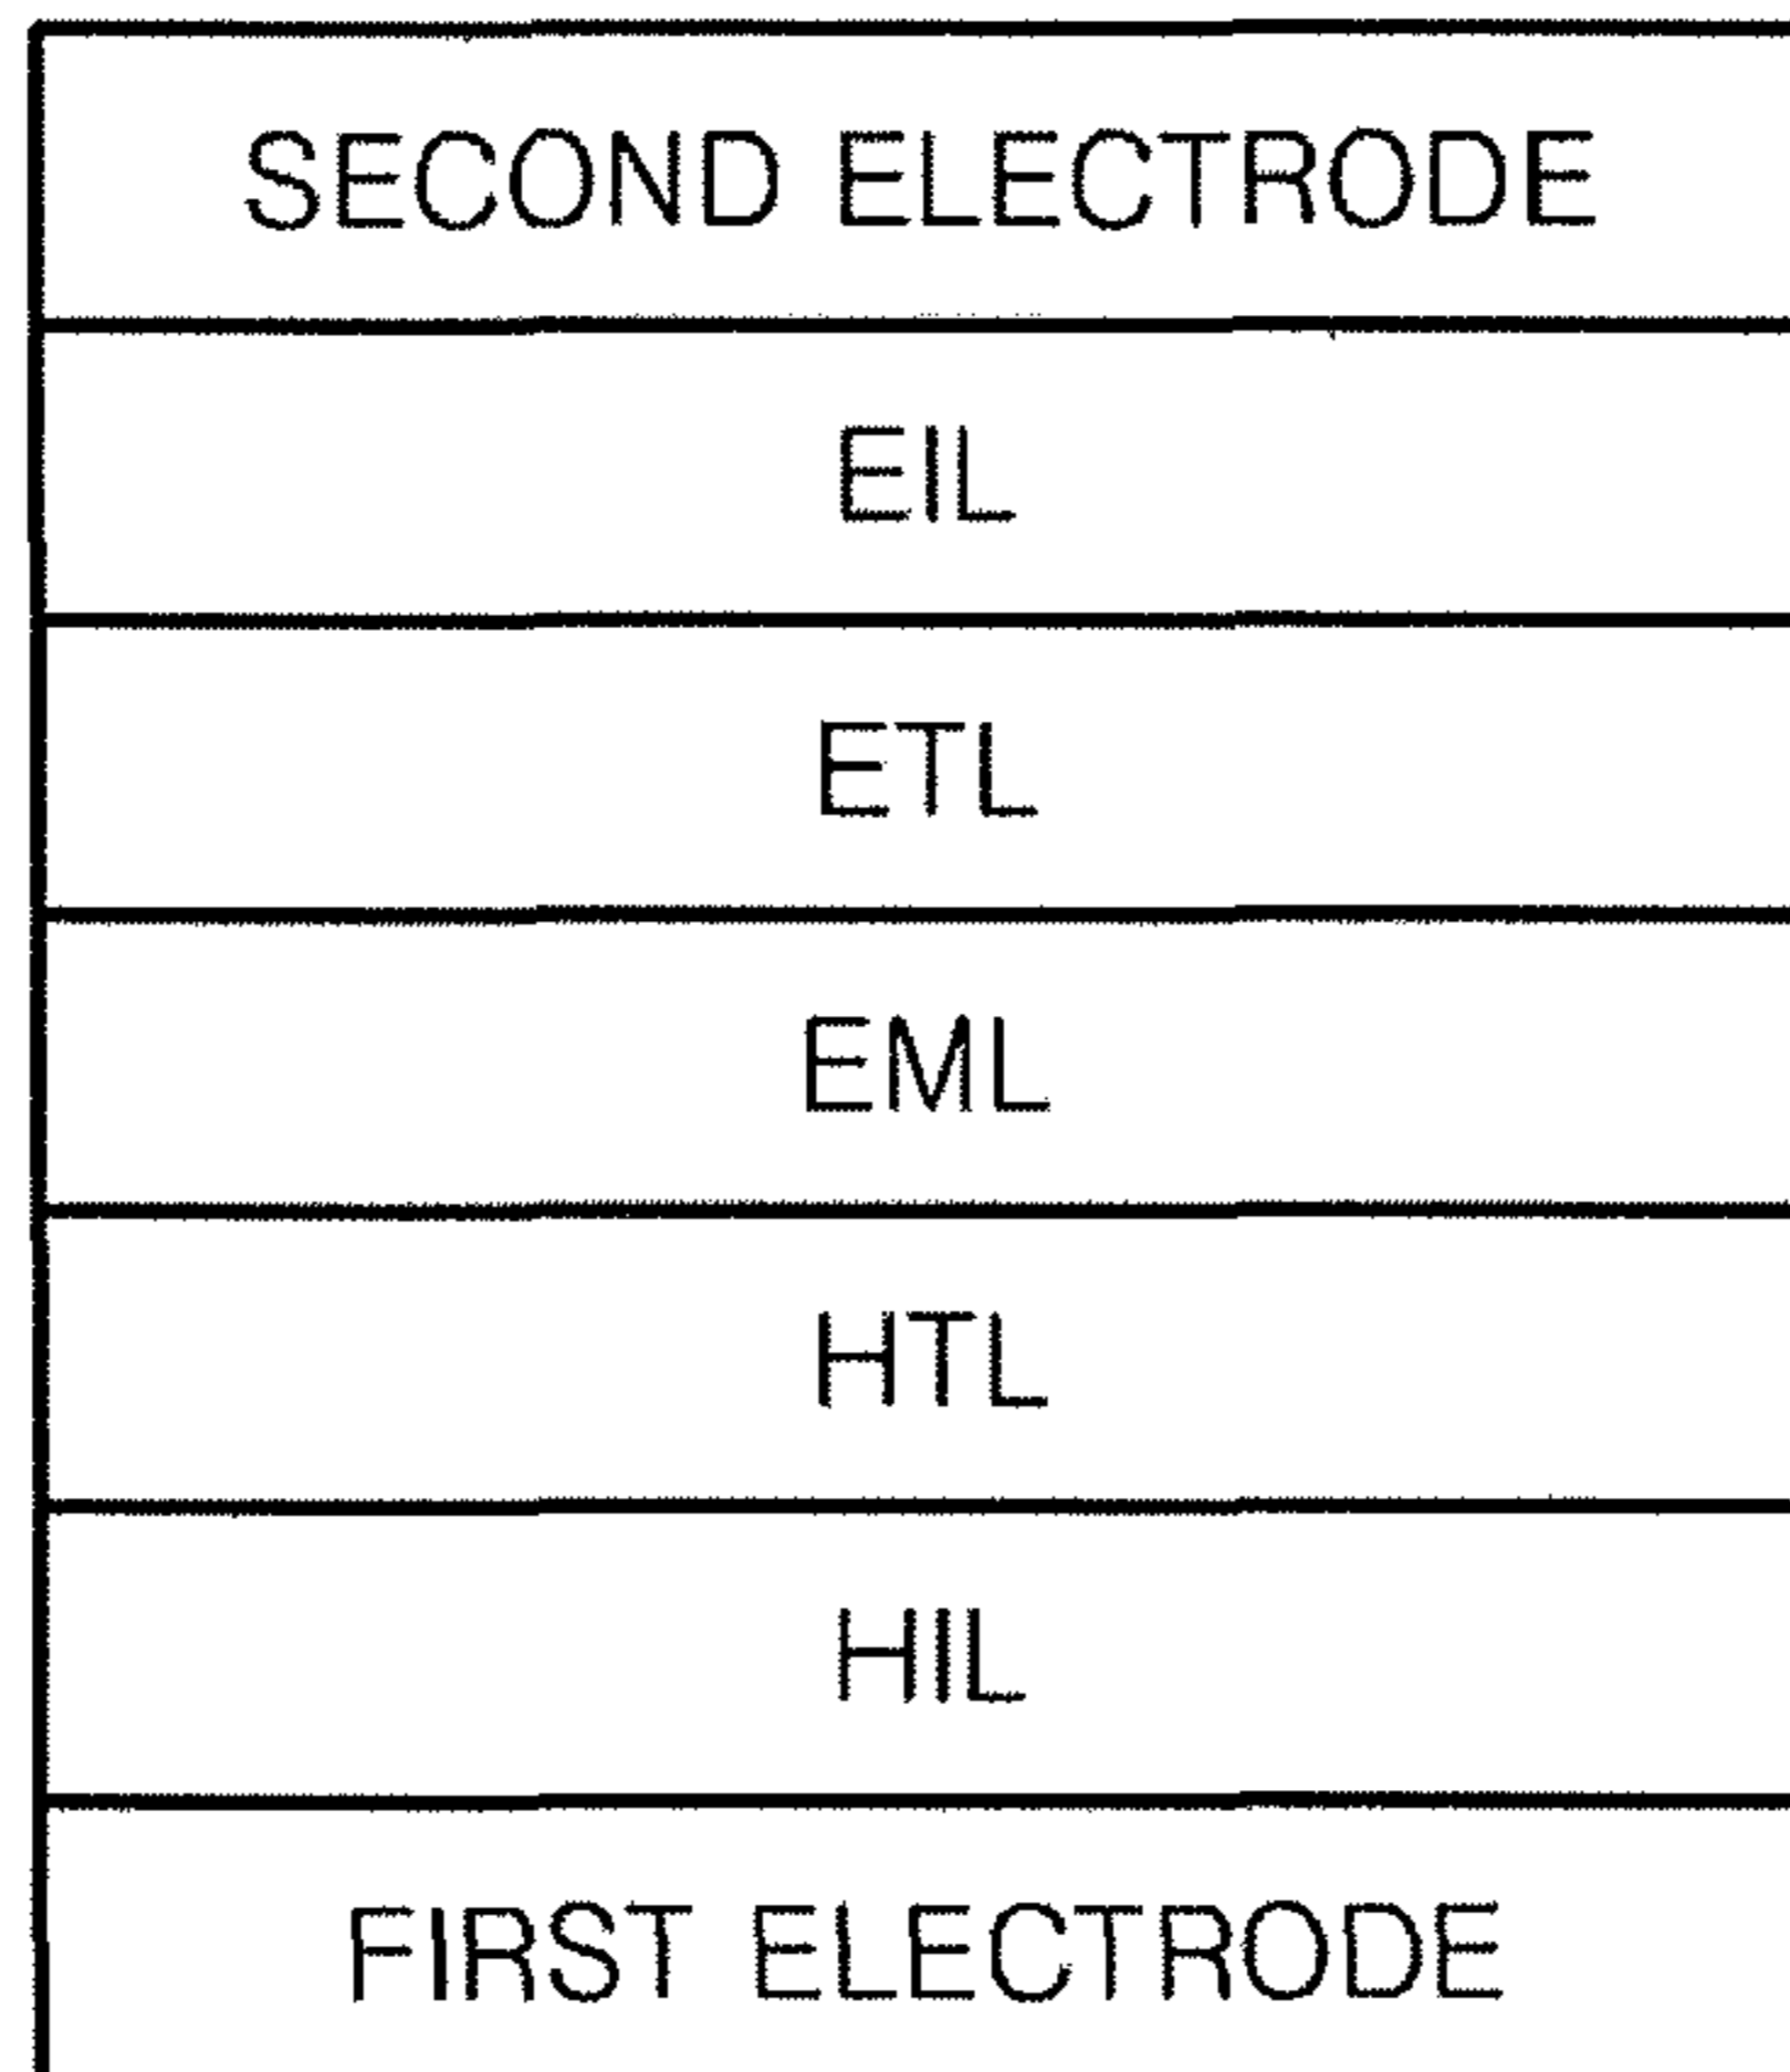 SECOND ELECTRODE
EIL
ETL
EML
HTL
HIL
FIRST ELECTRODE